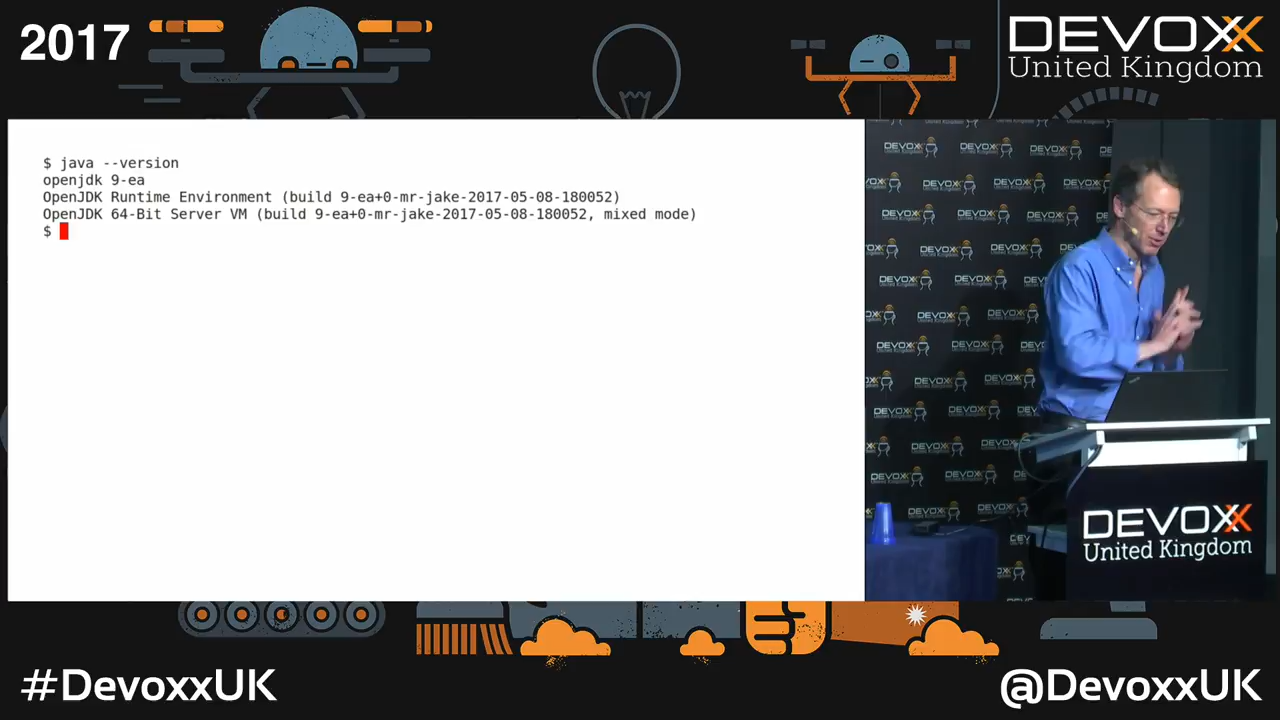 2017
DEVOXX
United Kingdom
$ java --version
openjdk 9-ea
OpenJDK Runtime Environment (build 9-ea+0-mr-jake-2017-05-08-180052)
OpenJDK 64-Bit Server VM (build 9-ea+0-mr-jake-2017-05-08-180052, mixed mode)
$
DEVOXX
United Kingdom
#DevoxxUK
@DevoxxUK